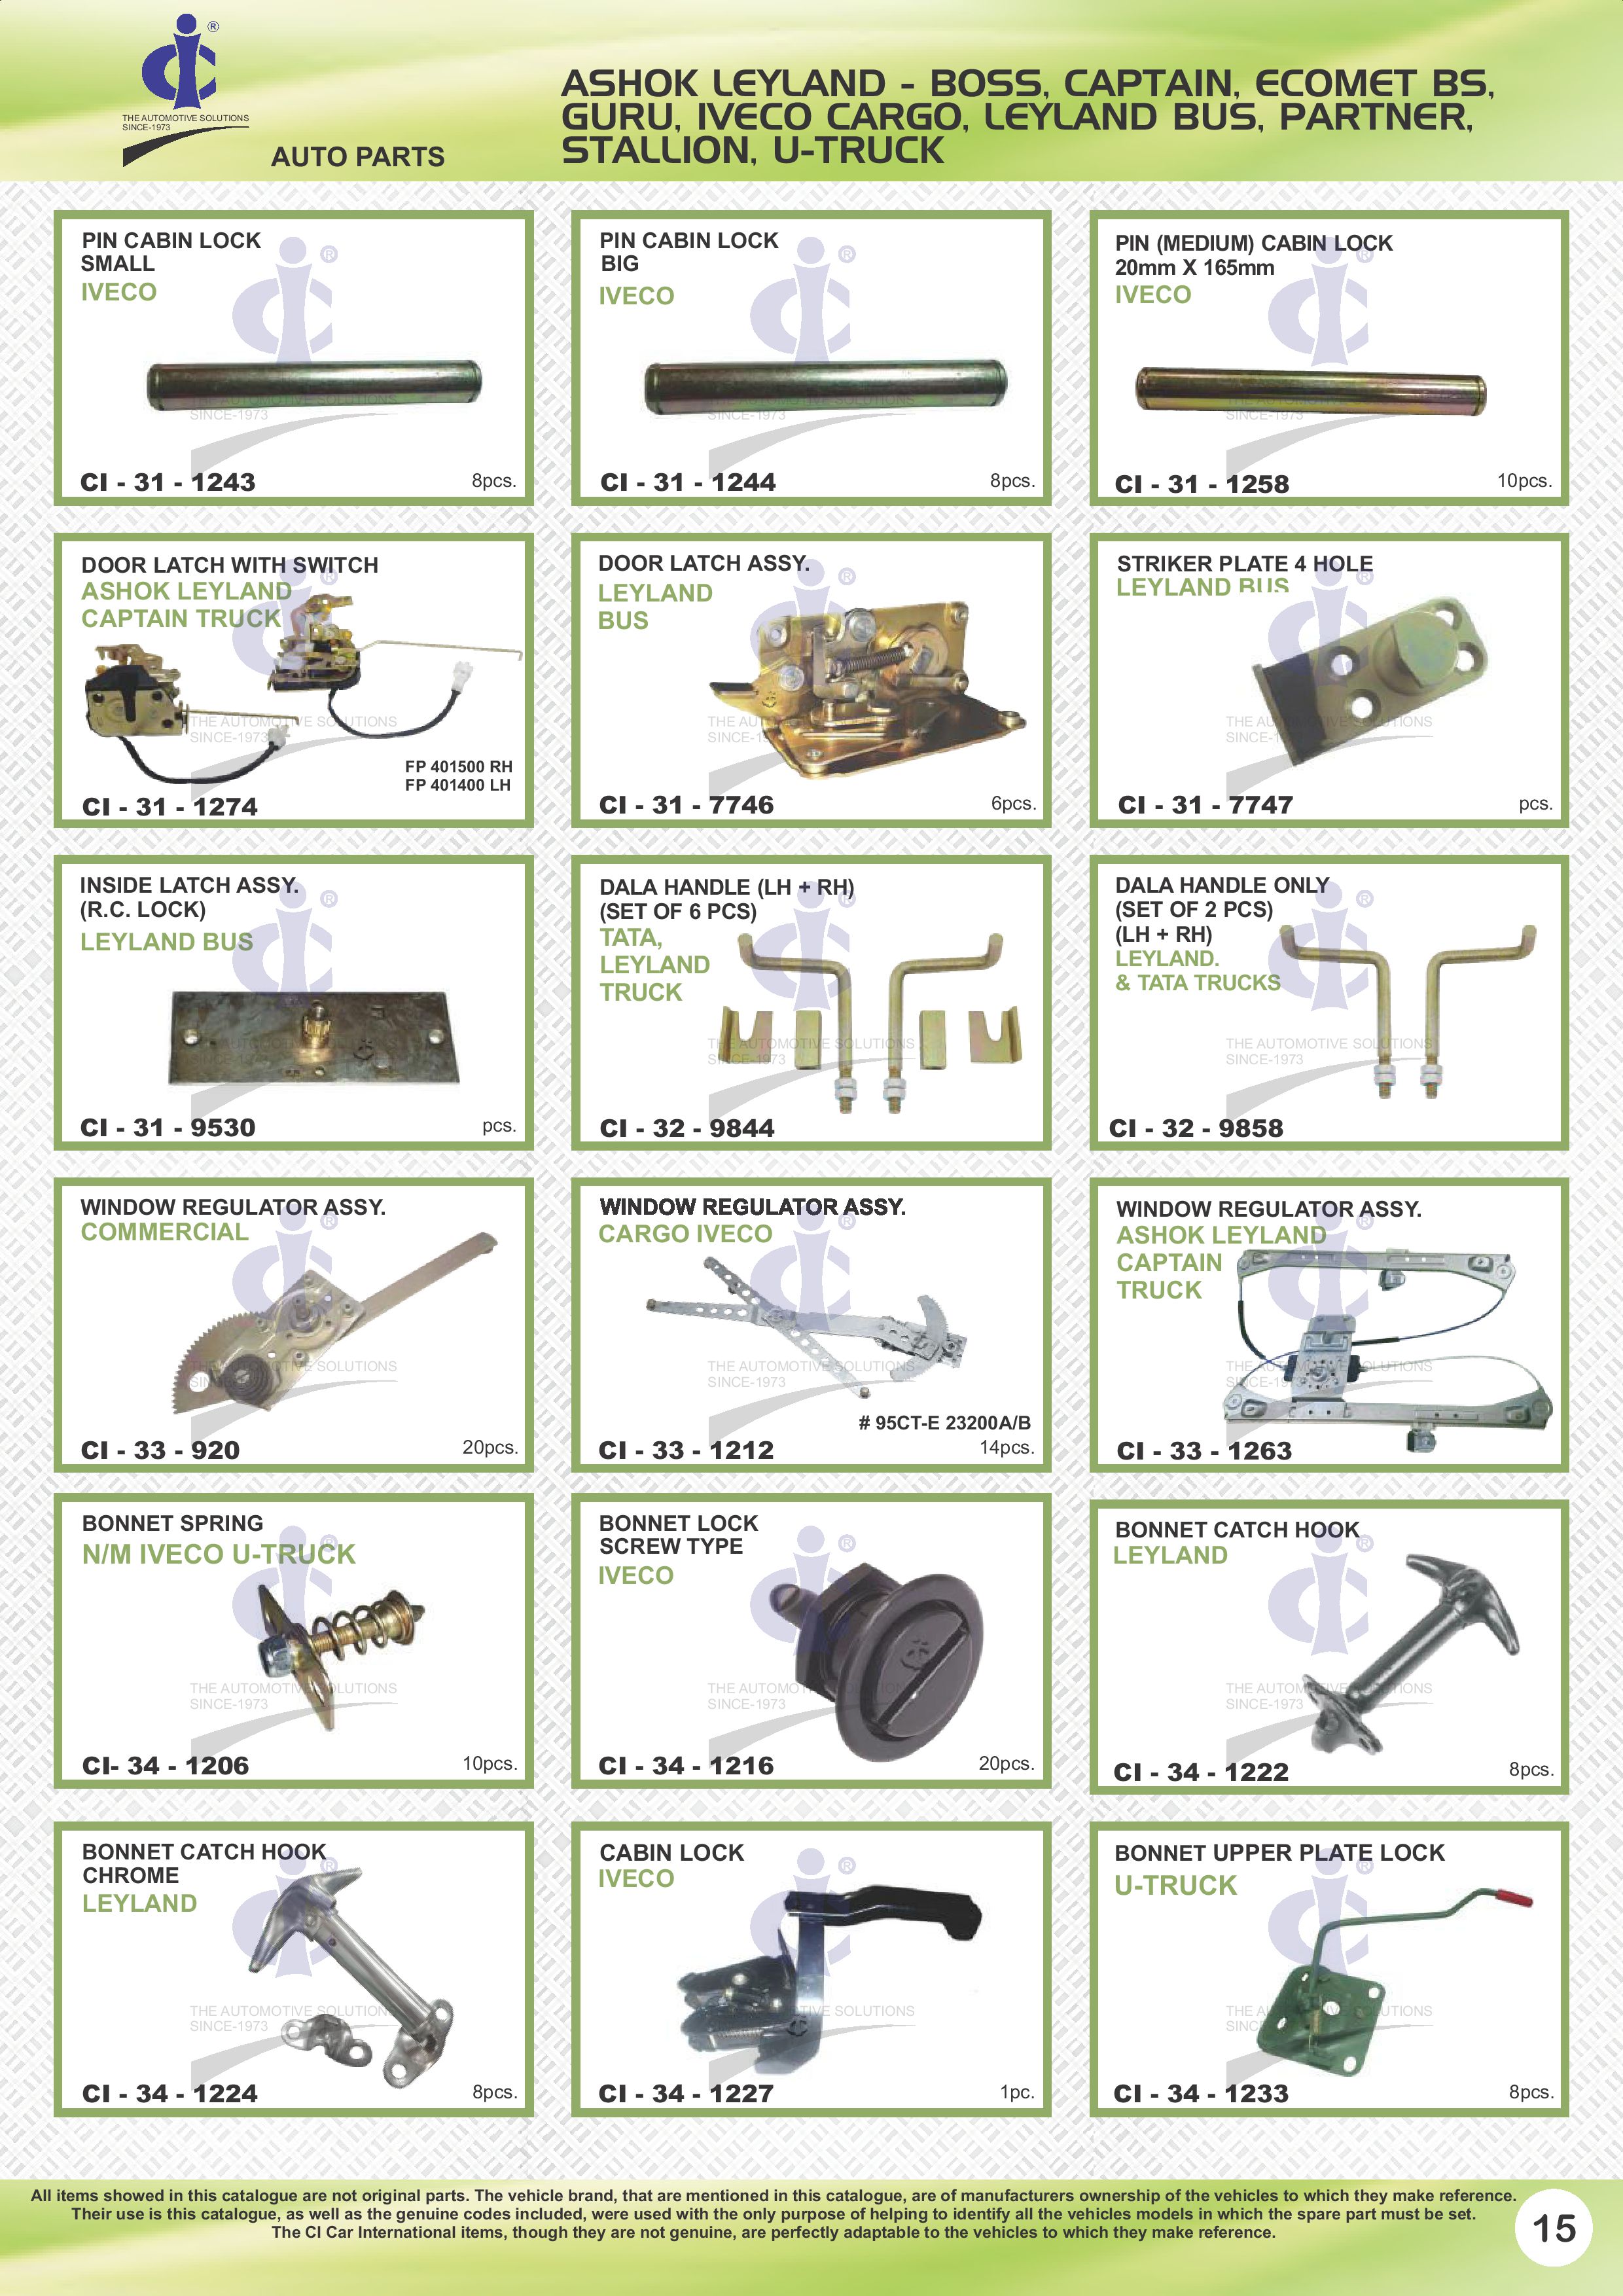 ®
THE AUTOMOTIVE SOLUTIONS
SINCE-1973
AUTO PARTS
ASHOK LEYLAND - BOSS, CAPTAIN, ECOMET BS,
GURU, IVECO CARGO, LEYLAND BUS, PARTNER,
STALLION, U-TRUCK
PIN CABIN LOCK
SMALL
IVECO
CI - 31 - 1243
8pcs.
PIN CABIN LOCK
BIG
IVECO
CI - 31 - 1244
8pcs.
PIN (MEDIUM) CABIN LOCK
20mm X 165mm
IVECO
CI - 31 - 1258
10pcs.
DOOR LATCH WITH SWITCH
ASHOK LEYLAND
CAPTAIN TRUCK
FP 401500 RH
FP 401400 LH
CI - 31 - 1274
DOOR LATCH ASSY.
LEYLAND
BUS
CI - 31 - 7746
6pcs.
STRIKER PLATE 4 HOLE
LEYLAND BUS
CI - 31 - 7747
pcs.
INSIDE LATCH ASSY.
(R.C. LOCK)
LEYLAND BUS
CI - 31 - 9530
pcs.
DALA HANDLE (LH + RH)
(SET OF 6 PCS)
TATA,
LEYLAND
TRUCK
CI - 32 - 9844
DALA HANDLE ONLY
(SET OF 2 PCS)
(LH + RH)
LEYLAND.
& TATA TRUCKS
CI - 32 - 9858
WINDOW REGULATOR ASSY.
COMMERCIAL
CI - 33 - 920
20pcs.
WINDOW REGULATOR ASSY.
CARGO IVECO
# 95CT-E 23200A/B
CI - 33 - 1212
14pcs.
WINDOW REGULATOR ASSY.
ASHOK LEYLAND
CAPTAIN
TRUCK
CI - 33 - 1263
BONNET SPRING
N/M IVECO U-TRUCK
CI- 34 - 1206
10pcs.
BONNET LOCK
SCREW TYPE
IVECO
CI - 34 - 1216
20pcs.
BONNET CATCH HOOK
LEYLAND
CI - 34 - 1222
8pcs.
BONNET CATCH HOOK
CHROME
LEYLAND
CI - 34 - 1224
8pcs.
CABIN LOCK
IVECO
CI - 34 - 1227
1pc.
BONNET UPPER PLATE LOCK
U-TRUCK
CI - 34 - 1233
8pcs.
All items showed in this catalogue are not original parts. The vehicle brand, that are mentioned in this catalogue, are of manufacturers ownership of the vehicles to which they make reference.
Their use is this catalogue, as well as the genuine codes included, were used with the only purpose of helping to identify all the vehicles models in which the spare part must be set.
The CI Car International items, though they are not genuine, are perfectly adaptable to the vehicles to which they make reference.
15